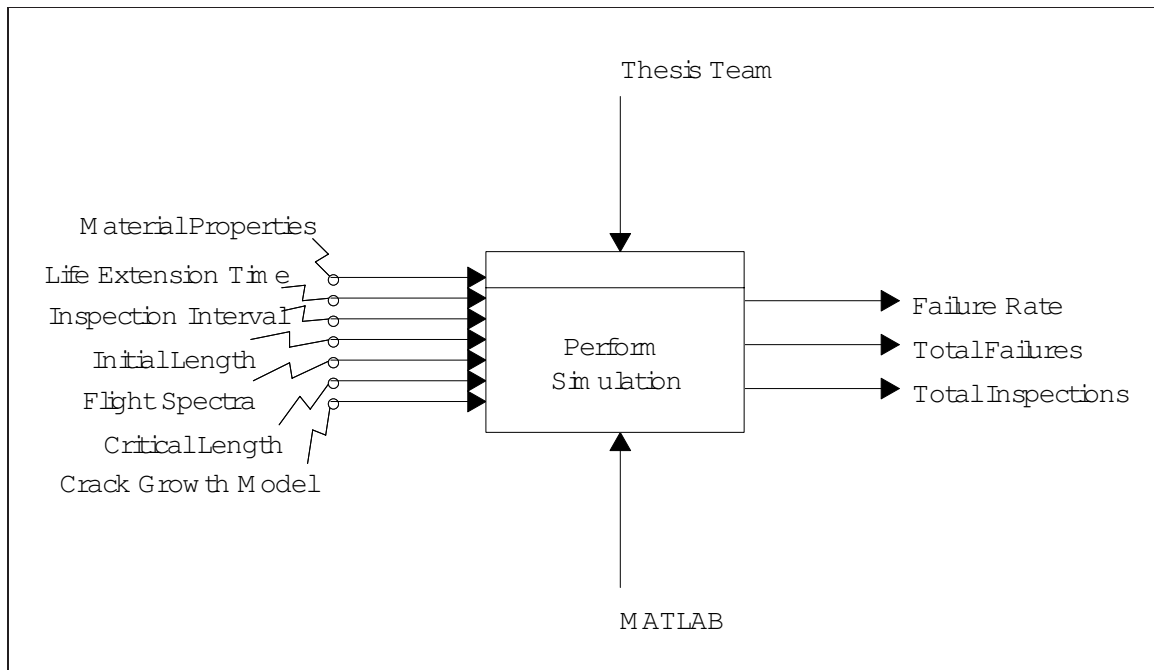 Thesis Team
Material Properties
Life Extension Time
Inspection Interval
Initial Length
Flight Spectra
Critical Length
Crack Growth Model
Perform
Simulation
Failure Rate
Total Failures
Total Inspections
MATLAB